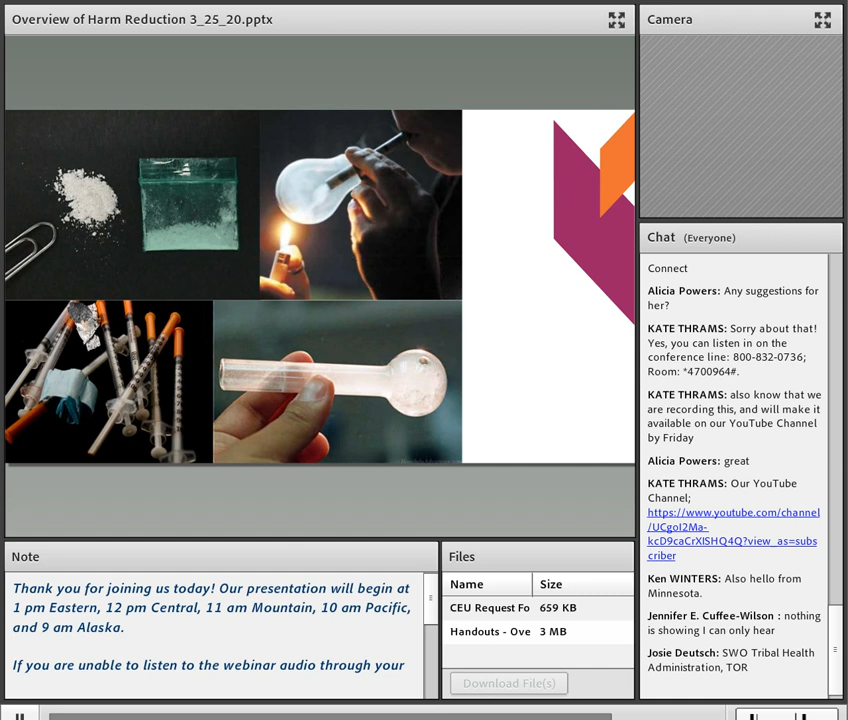 Overview of Harm Reduction 3_25_20.pptx
Camera
Chat (Everyone)
Connect
Alicia Powers: Any suggestions for
her?
KATE THRAMS: Sorry about that!
Yes, you can listen in on the
conference line: 800-832-0736;
Room: *4700964#.
KATE THRAMS: also know that we
are recording this, and will make it
available on our YouTube Channel
by Friday
Alicia Powers: great
KATE THRAMS: Our YouTube
Channel;
https://www.youtube.com/channel
/UCgoI2Ma-
kcD9caCrXISHQ4Q?view_as=subs
criber
Ken WINTERS: Also hello from
Minnesota.
Jennifer E. Cuffee-Wilson : nothing
is showing I can only hear
Josie Deutsch: SWO Tribal Health
Administration, TOR
Note
Thank you for joining us today! Our presentation will begin at
1 pm Eastern, 12 pm Central, 11 am Mountain, 10 am Pacific,
and 9 am Alaska.
If you are unable to listen to the webinar audio through your
Files
Name Size
CEU Request Fo 659 KB
Handouts - Ove 3 MB
Download File(s)